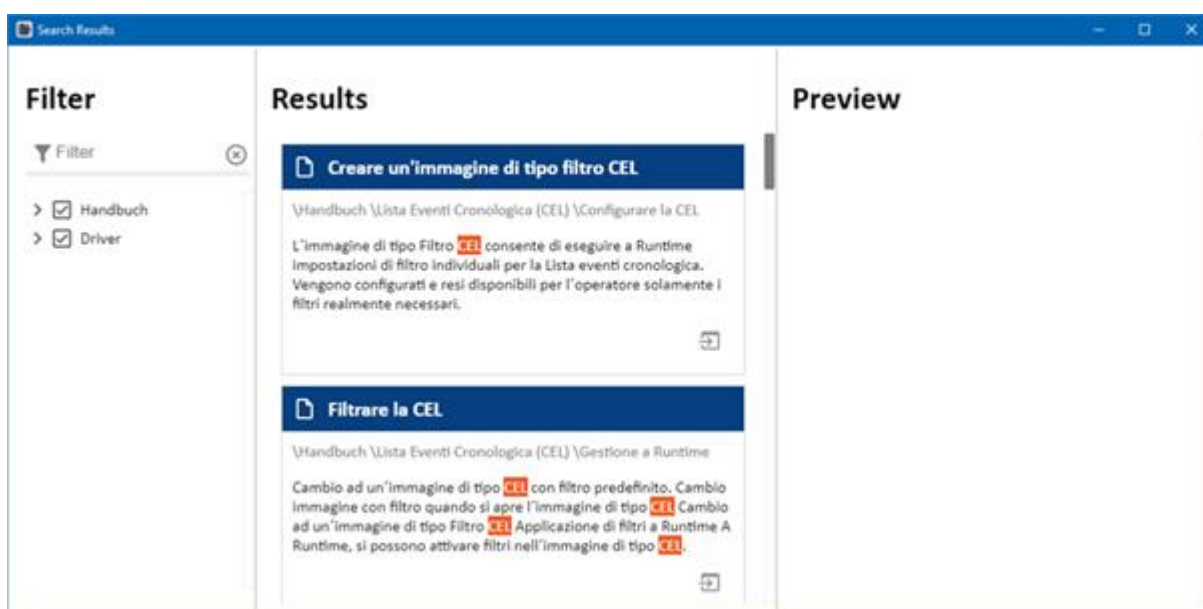 Search Results
Filter
Filter
Handbuch
Driver
Results
Creare un'immagine di tipo filtro CEL
\Handbuch \Lista Eventi Cronologica (CEL) \Configurare la CEL
L'immagine di tipo Filtro CEL consente di eseguire a Runtime
impostazioni di filtro individuali per la Lista eventi cronologica.
Vengono configurati e resi disponibili per l'operatore solamente i
filtri realmente necessari.
Filtrare la CEL
\Handbuch \Lista Eventi Cronologica (CEL) \Gestione a Runtime
Cambio ad un'immagine di tipo CEL con filtro predefinito. Cambio
immagine con filtro quando si apre l'immagine di tipo CEL Cambio
ad un'immagine di tipo Filtro CEL Applicazione di filtri a Runtime A
Runtime, si possono attivare filtri nell'immagine di tipo CEL.
Preview